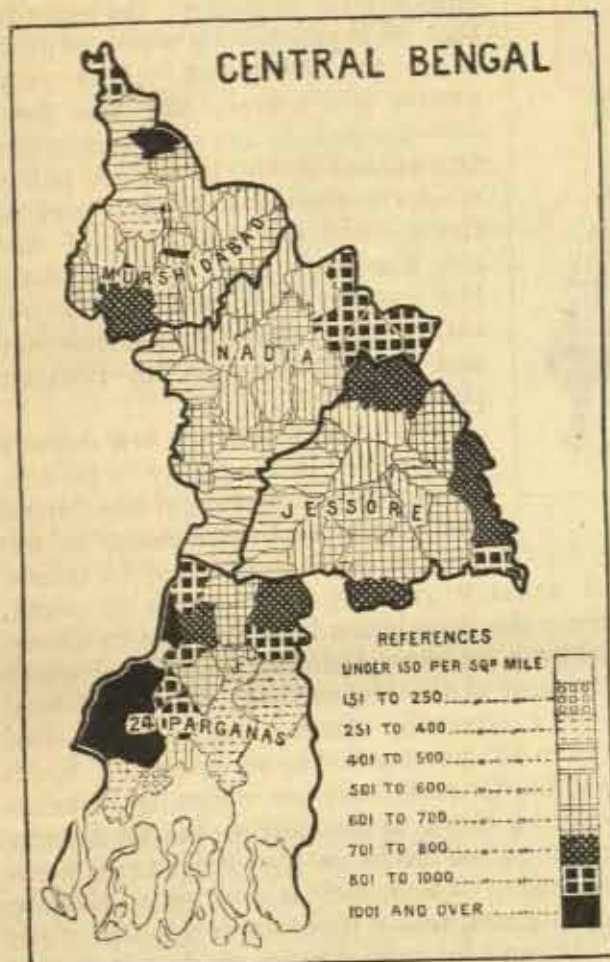 CENTRAL BENGAL
MURSHIDABAD
NADIA
JESSORE
24 PARGANAS
REFERENCES
UNDER 150 PER SQR MILE
151 TO 250
251 TO 400
401 TO 500
501 TO 600
601 TO 700
701 TO 800
801 TO 1000
1001 AND OVER